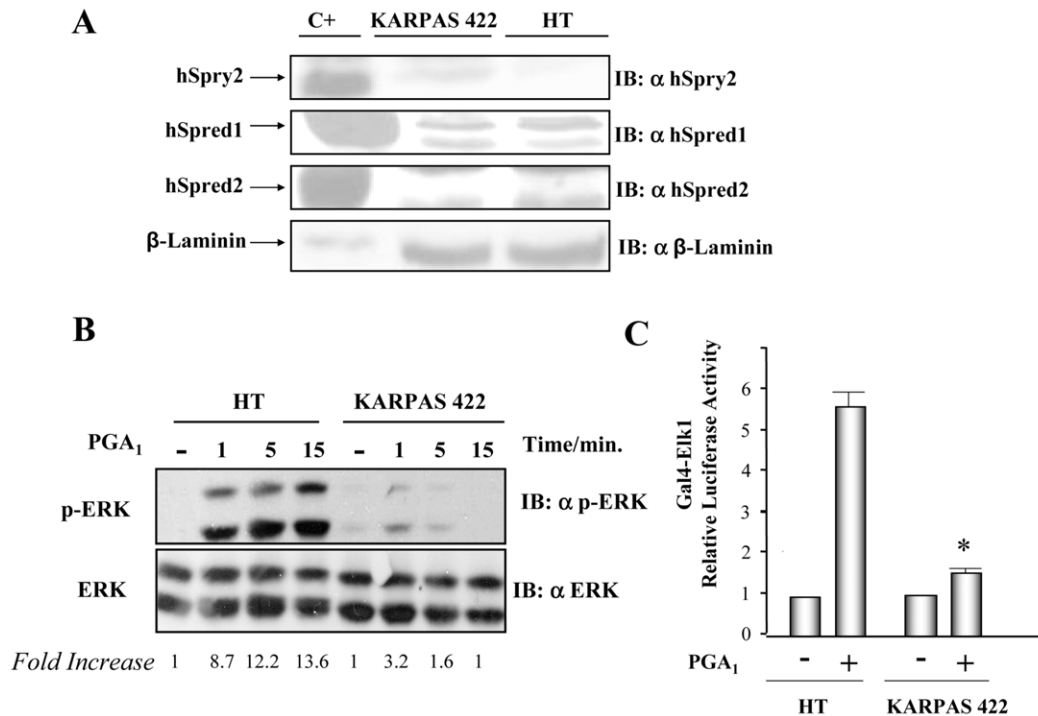 A
C+ KARPAS 422 HT
hSpry2 IB: α hSpry2
hSpred1 IB: α hSpred1
hSpred2 IB: α hSpred2
β-Laminin IB: α β-Laminin
B
HT KARPAS 422
PGA₁ - 1 5 15 - 1 5 15 Time/min.
p-ERK IB: α p-ERK
ERK IB: α ERK
Fold Increase 1 8.7 12.2 13.6 1 3.2 1.6 1
C
Gal4-Elk1
Relative Luciferase Activity
6
5
4
3
2
1
0
*
PGA₁ - + - +
HT KARPAS 422